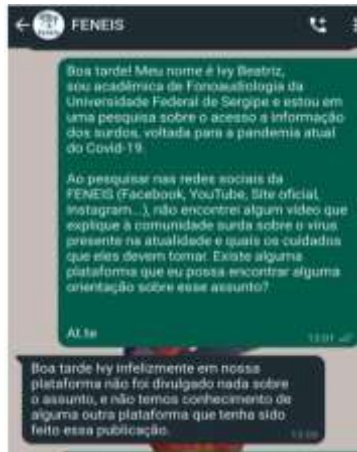 FENEIS
Boa tarde! Meu nome é Ivy Beatriz,
sou acadêmica de Fonoaudiologia da
Universidade Federal de Sergipe e estou em
uma pesquisa sobre o acesso a informação
dos surdos, voltada para a pandemia atual
do Covid-19.
Ao pesquisar nas redes sociais da
FENEIS (Facebook, YouTube, Site oficial,
Instagram...), não encontrei algum vídeo que
explique à comunidade surda sobre o vírus
presente na atualidade e quais os cuidados
que eles devem tomar. Existe alguma
plataforma que eu possa encontrar alguma
orientação sobre esse assunto?
At.te
Boa tarde Ivy infelizmente em nossa
plataforma não foi divulgado nada sobre
o assunto, e não temos conhecimento de
alguma outra plataforma que tenha sido
feito essa publicação.